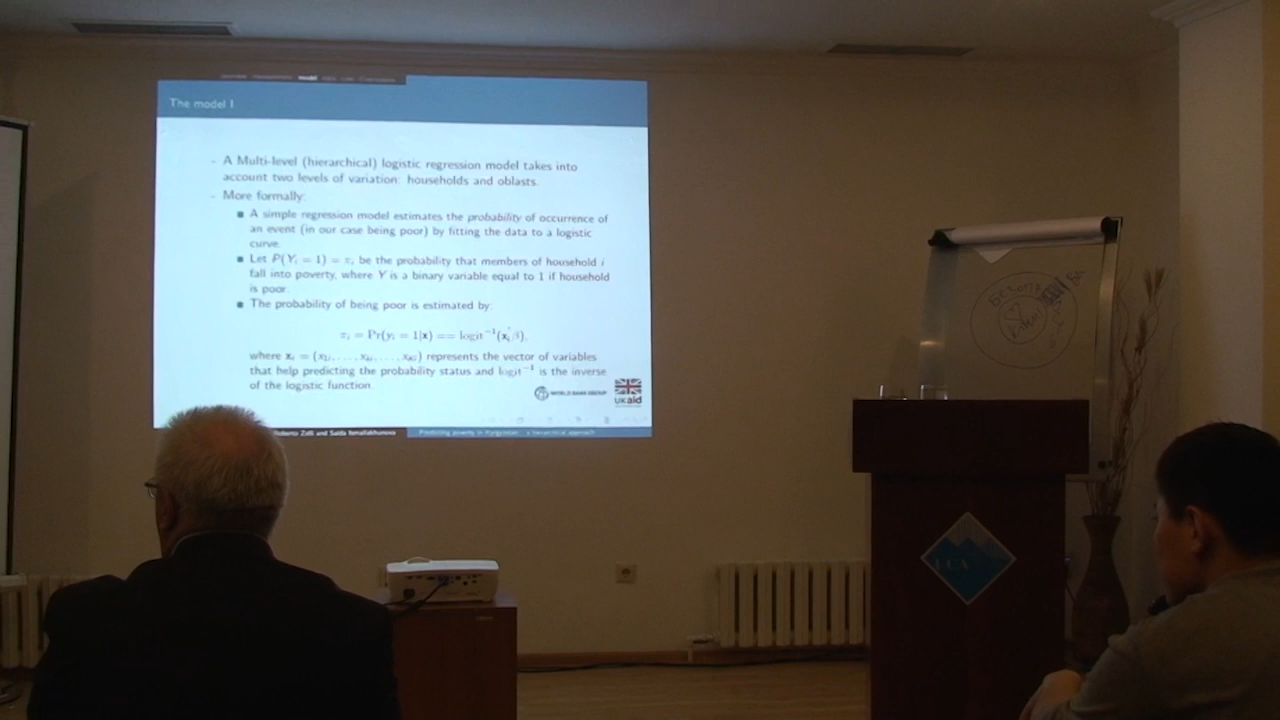 model
The model I
- A Multi-level (hierarchical) logistic regression model takes into
account two levels of variation: households and oblasts.
- More formally:
A simple regression model estimates the probability of occurrence of
an event (in our case being poor) by fitting the data to a logistic
curve.
Let P(Yᵢ = 1) = πᵢ be the probability that members of household i
fall into poverty, where Y is a binary variable equal to 1 if household
is poor.
The probability of being poor is estimated by:
πᵢ = Pr(yᵢ = 1|x) == logit⁻¹(xᵢ′β),
where xᵢ = (x₁ᵢ, . . . , xₖᵢ, . . . , x_Kᵢ) represents the vector of variables
that help predicting the probability status and logit⁻¹ is the inverse
of the logistic function.
WORLD BANK GROUP
UKaid
Roberto Zelli and Saida Ismailakhunova
Predicting poverty in Kyrgyzstan: a hierarchical approach
UCA